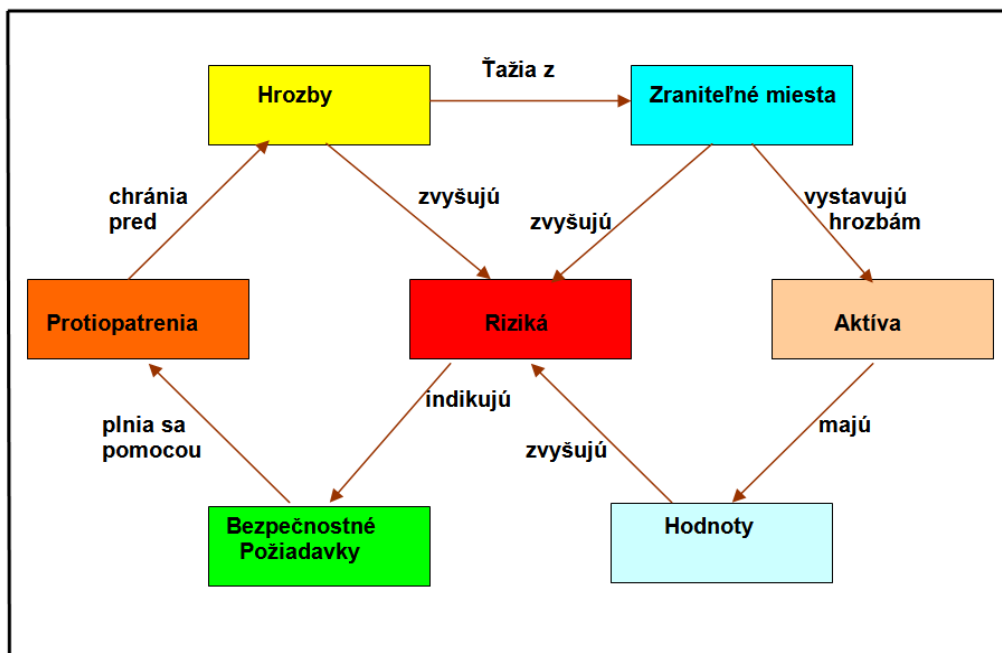 Ťažia z
Hrozby
Zraniteľné miesta
chránia
pred
zvyšujú
zvyšujú
vystavujú
hrozbám
Protiopatrenia
Riziká
Aktíva
indikujú
plnia sa
pomocou
zvyšujú
majú
Bezpečnostné
Požiadavky
Hodnoty